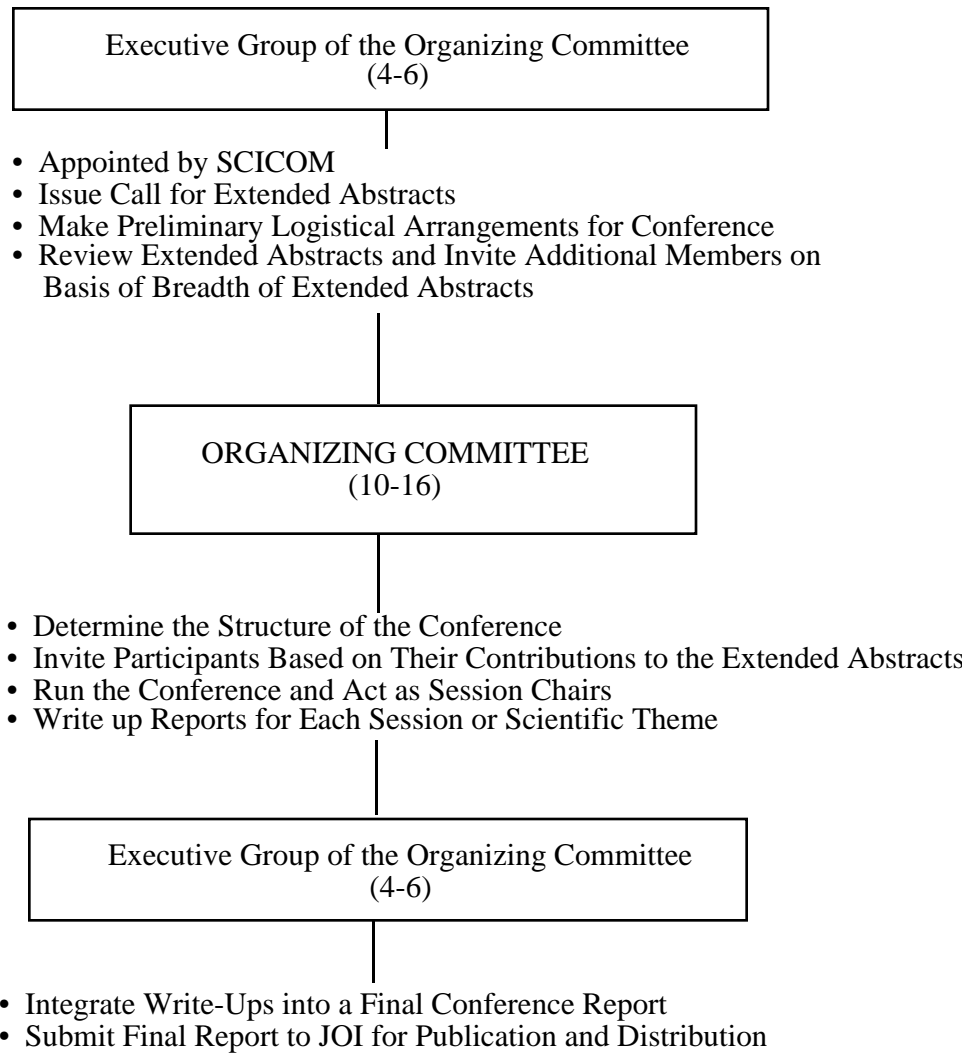 Executive Group of the Organizing Committee
(4-6)
• Appointed by SCICOM
• Issue Call for Extended Abstracts
• Make Preliminary Logistical Arrangements for Conference
• Review Extended Abstracts and Invite Additional Members on
Basis of Breadth of Extended Abstracts
ORGANIZING COMMITTEE
(10-16)
• Determine the Structure of the Conference
• Invite Participants Based on Their Contributions to the Extended Abstracts
• Run the Conference and Act as Session Chairs
• Write up Reports for Each Session or Scientific Theme
Executive Group of the Organizing Committee
(4-6)
• Integrate Write-Ups into a Final Conference Report
• Submit Final Report to JOI for Publication and Distribution